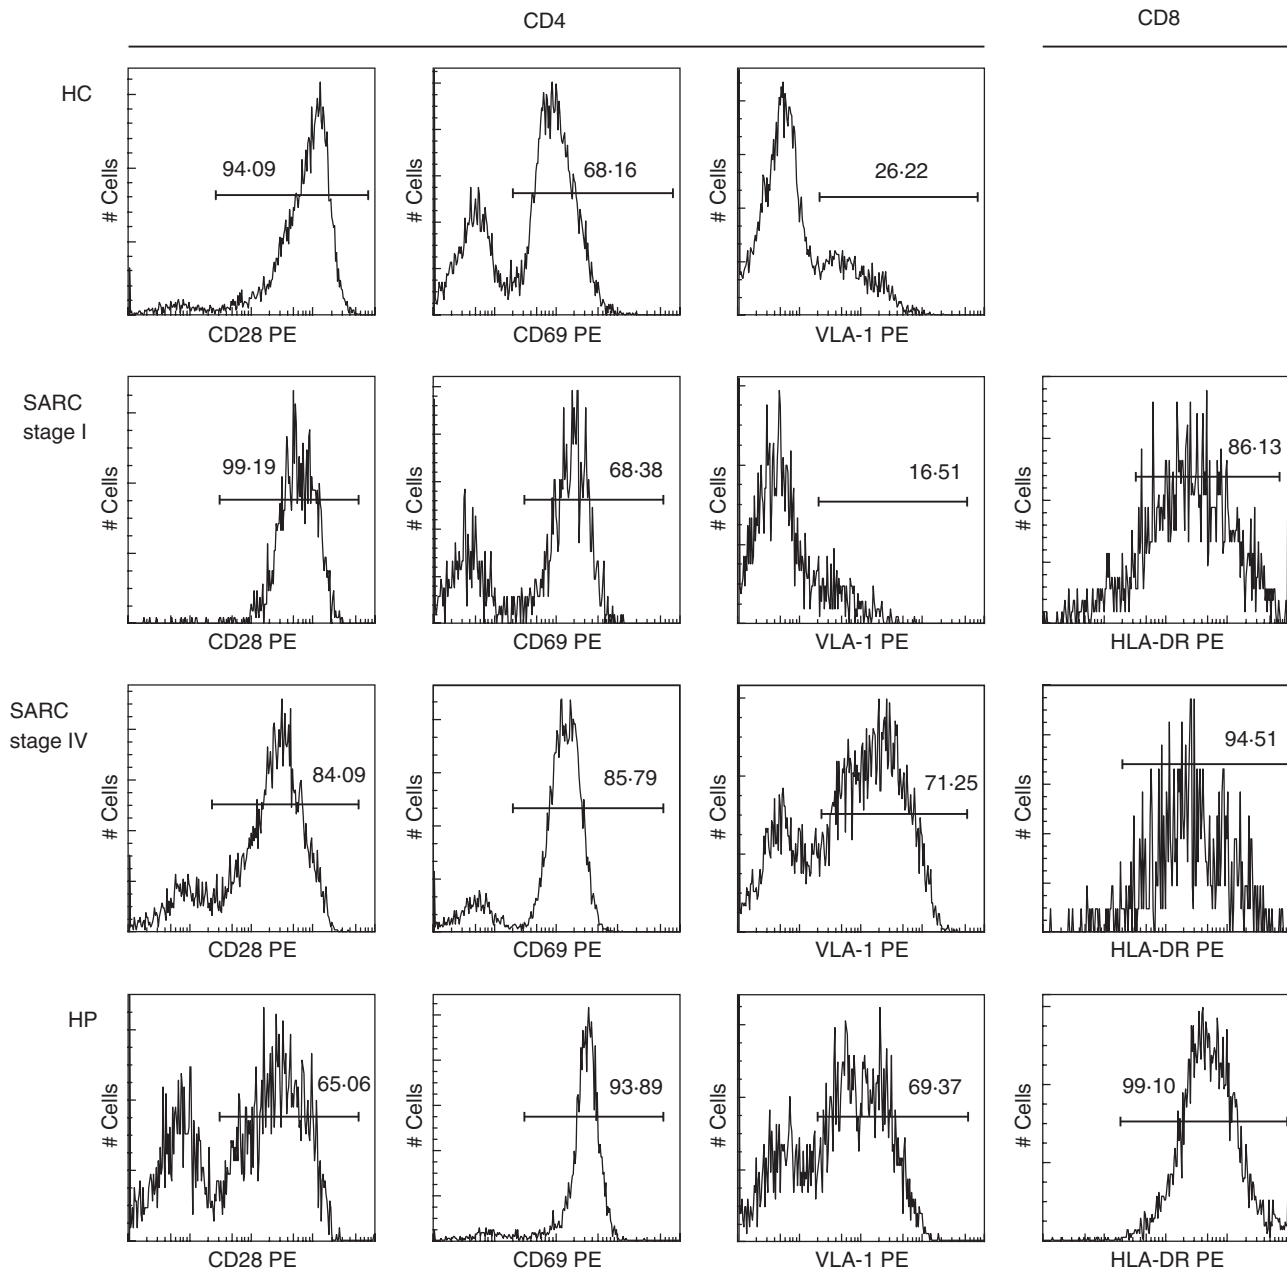 CD4
CD8
HC
94·09
# Cells
CD28 PE
68·16
# Cells
CD69 PE
26·22
# Cells
VLA-1 PE
SARC
stage I
99·19
# Cells
CD28 PE
68·38
# Cells
CD69 PE
16·51
# Cells
VLA-1 PE
86·13
# Cells
HLA-DR PE
SARC
stage IV
84·09
# Cells
CD28 PE
85·79
# Cells
CD69 PE
71·25
# Cells
VLA-1 PE
94·51
# Cells
HLA-DR PE
HP
65·06
# Cells
CD28 PE
93·89
# Cells
CD69 PE
69·37
# Cells
VLA-1 PE
99·10
# Cells
HLA-DR PE